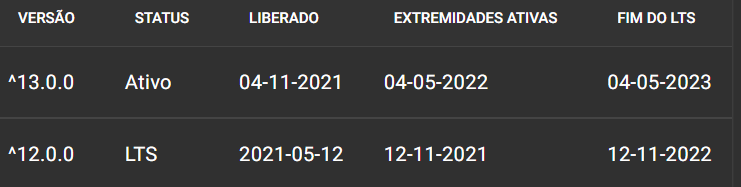 VERSÃO STATUS LIBERADO EXTREMIDADES ATIVAS FIM DO LTS
^13.0.0 Ativo 04-11-2021 04-05-2022 04-05-2023
^12.0.0 LTS 2021-05-12 12-11-2021 12-11-2022